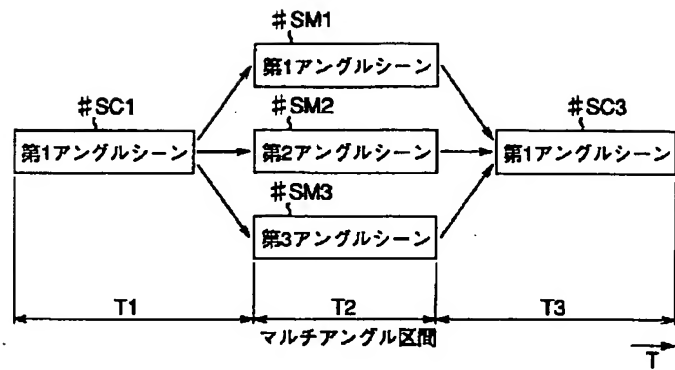 #SM1
第1アングルシーン
#SC1
第1アングルシーン
#SM2
第2アングルシーン
#SC3
第1アングルシーン
#SM3
第3アングルシーン
T1
T2
T3
マルチアングル区間
T